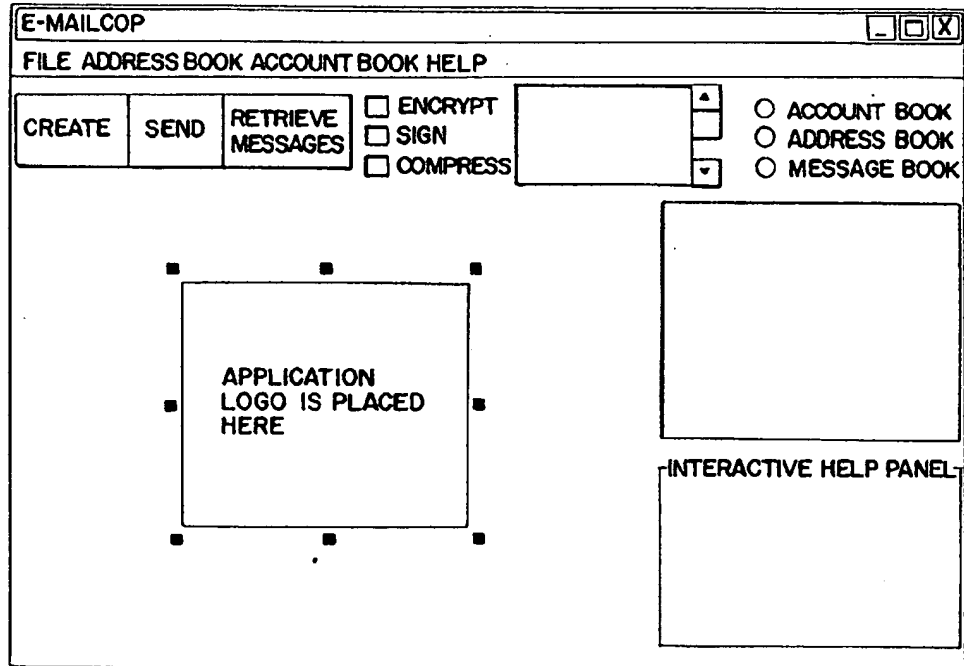 E-MAILCOP
FILE ADDRESS BOOK ACCOUNT BOOK HELP
CREATE
SEND
RETRIEVE
MESSAGES
ENCRYPT
SIGN
COMPRESS
ACCOUNT BOOK
ADDRESS BOOK
MESSAGE BOOK
APPLICATION
LOGO IS PLACED
HERE
INTERACTIVE HELP PANEL